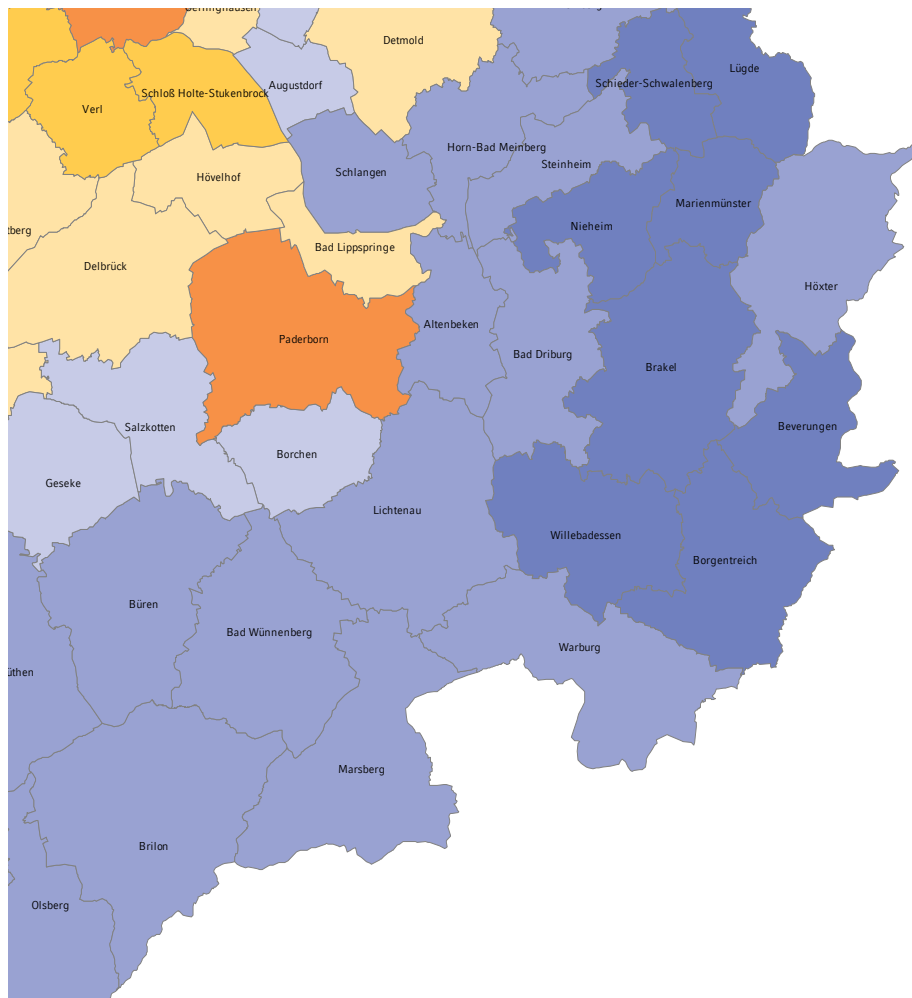 Detmold
Lügde
Schieder-Schwalenberg
Augustdorf
Schloß Holte-Stukenbrock
Verl
Horn-Bad Meinberg
Steinheim
Schlangen
Hövelhof
Marienmünster
Nieheim
Bad Lippspringe
Delbrück
Höxter
Altenbeken
Paderborn
Bad Driburg
Brakel
Salzkotten
Beverungen
Borchen
Geseke
Lichtenau
Willebadessen
Borgentreich
Büren
Bad Wünnenberg
Warburg
Marsberg
Brilon
Olsberg